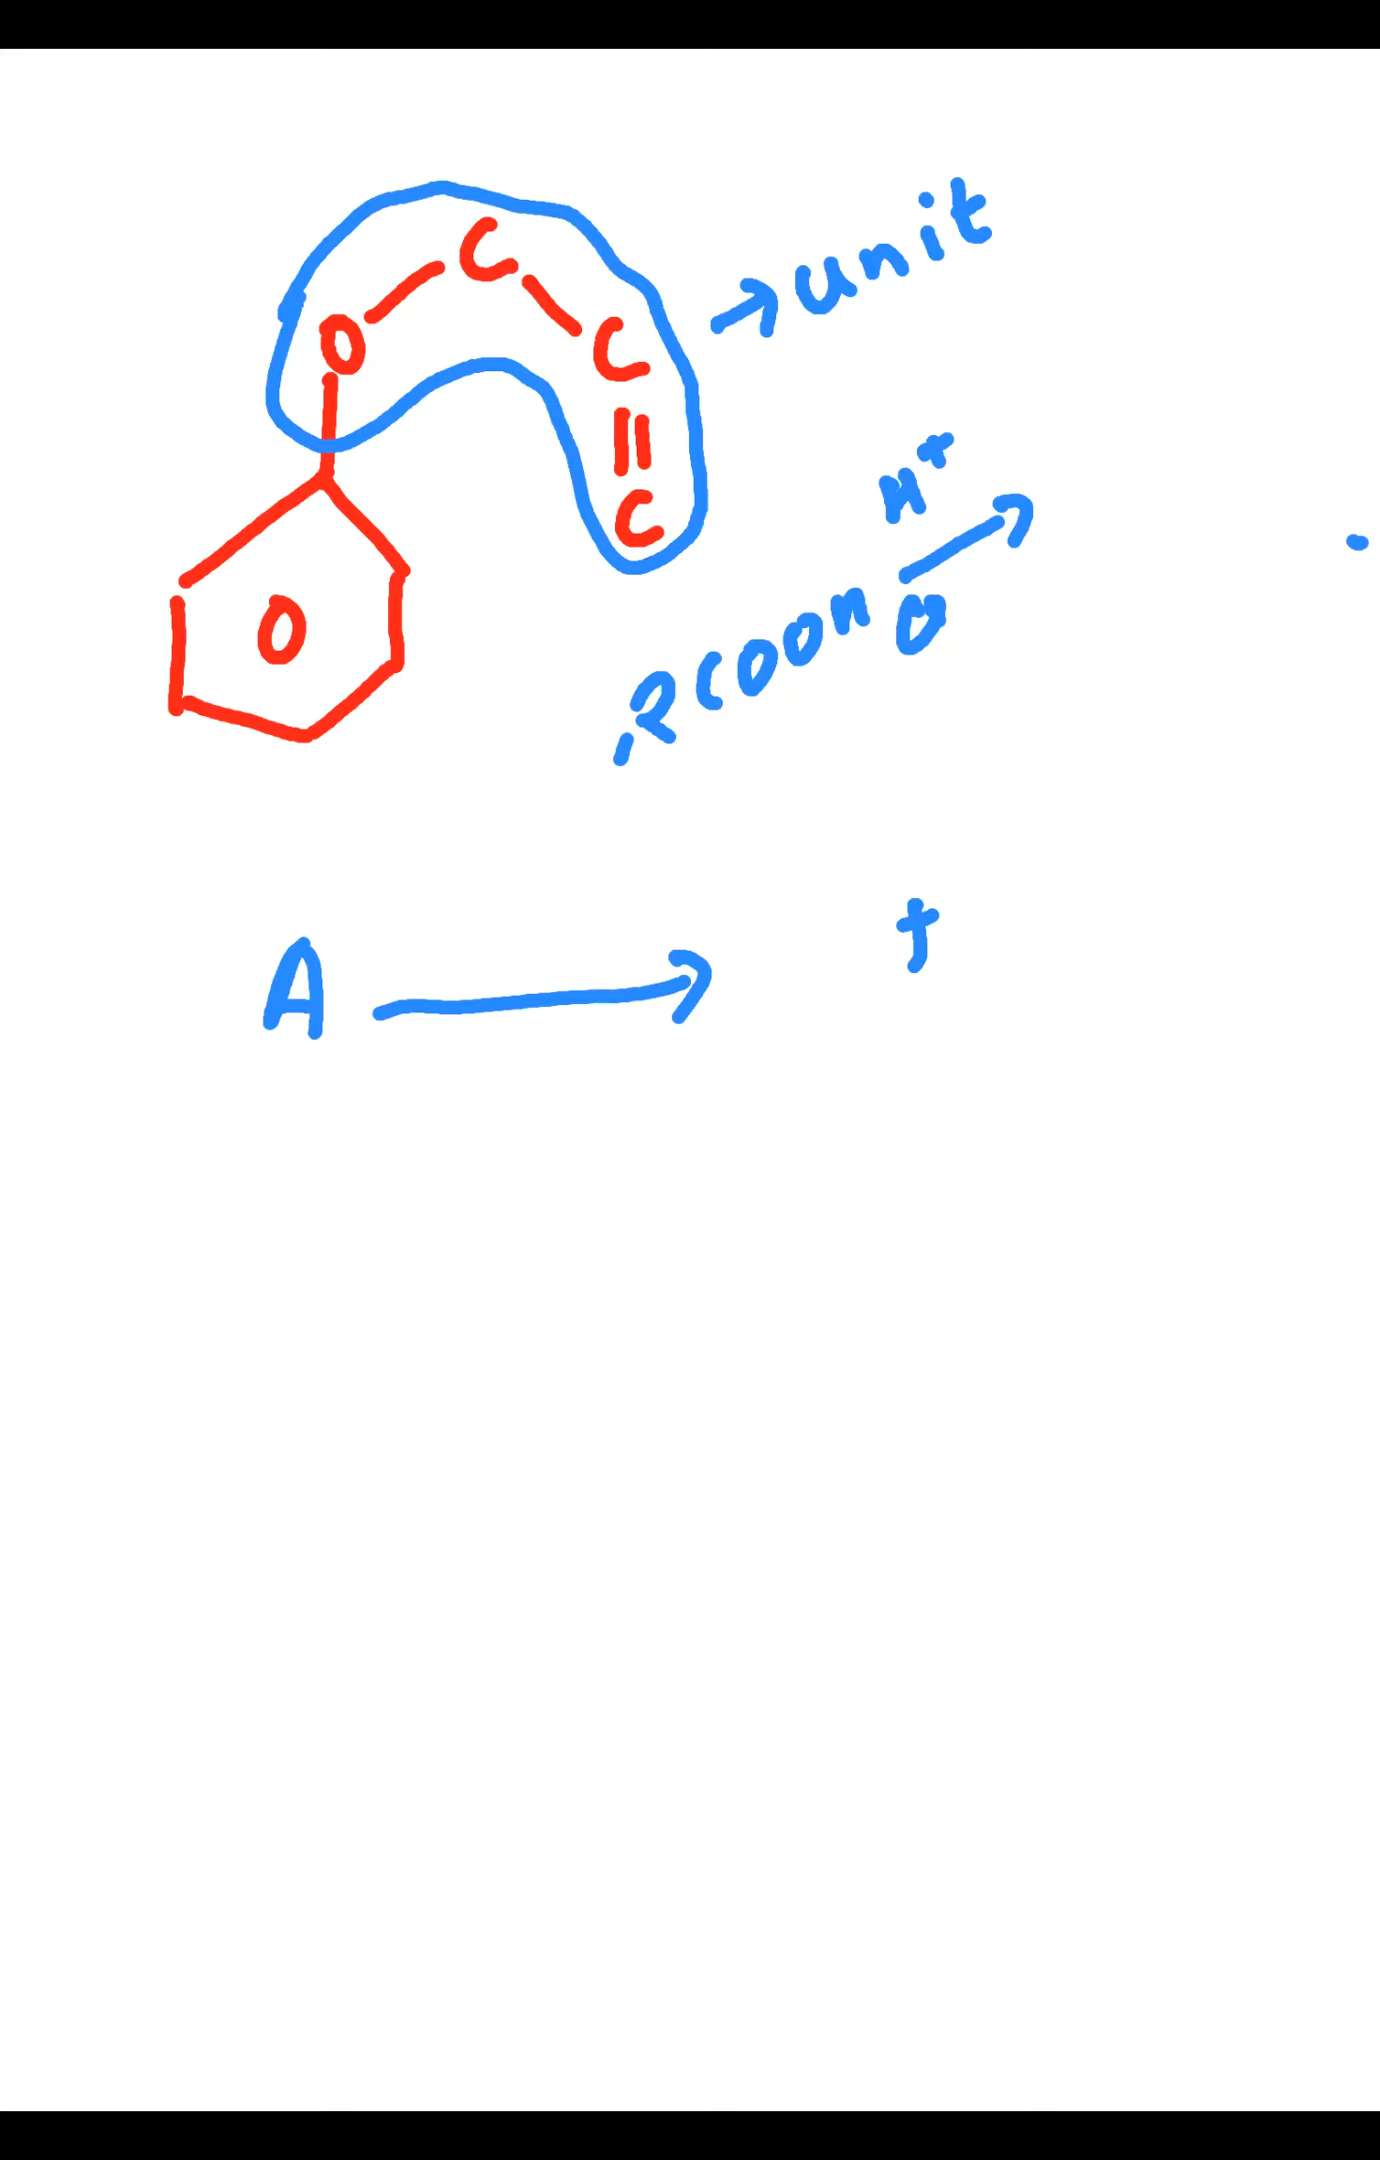 C
→ unit
O
C
||
C
H+
→
O
RCOOH
A → +